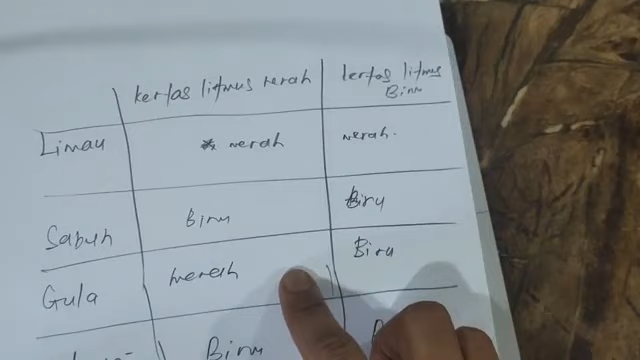 kertas litmus merah
kertas litmus
Biru
Limau
merah
merah.
Sabun
Biru
Biru
Gula
merah
Biru
Biru